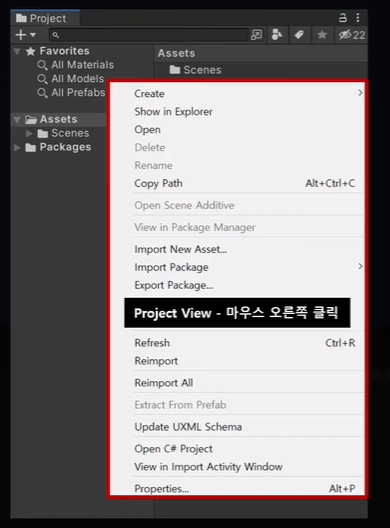 Project
22
Favorites
All Materials
All Models
All Prefabs
Assets
Scenes
Packages
Assets
Scenes
Create
Show in Explorer
Open
Delete
Rename
Copy Path Alt+Ctrl+C
Open Scene Additive
View in Package Manager
Import New Asset...
Import Package
Export Package...
Project View - 마우스 오른쪽 클릭
Refresh Ctrl+R
Reimport
Reimport All
Extract From Prefab
Update UXML Schema
Open C# Project
View in Import Activity Window
Properties... Alt+P